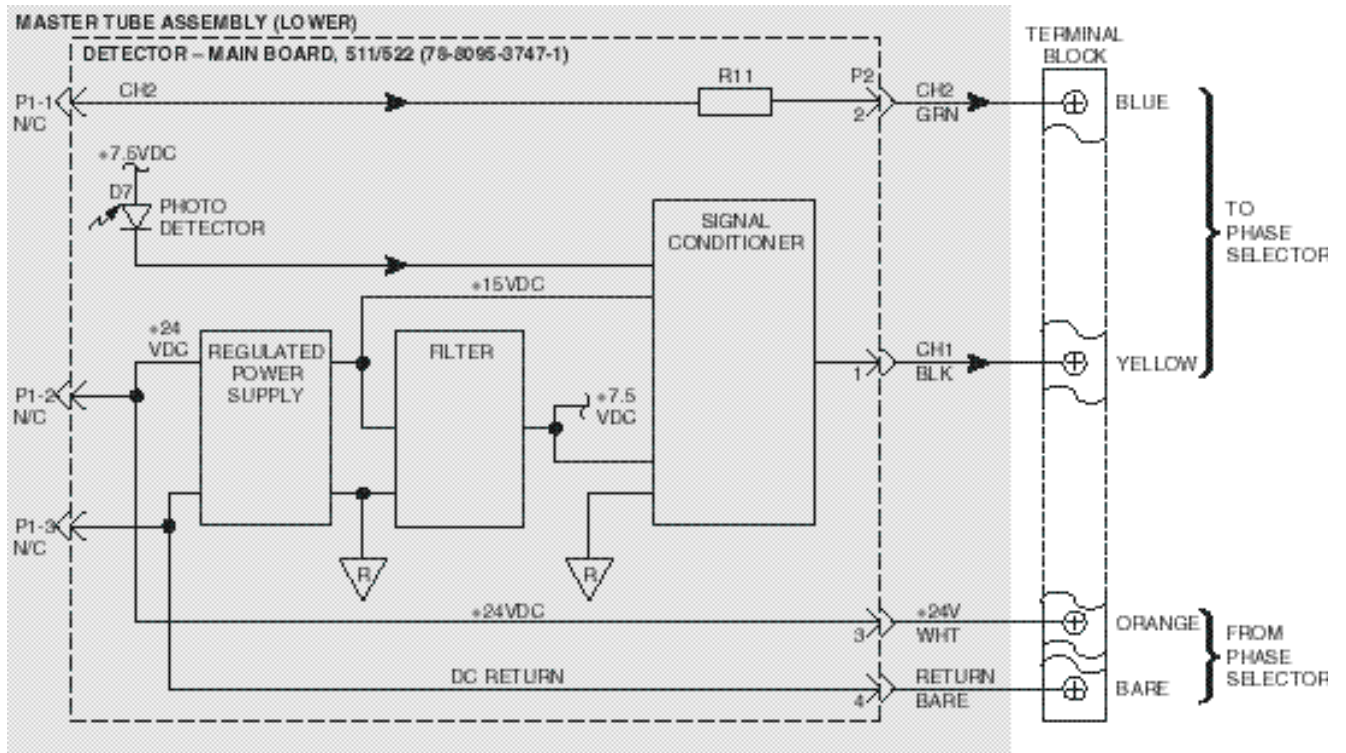 MASTER TUBE ASSEMBLY (LOWER)
DETECTOR – MAIN BOARD, 511/522 (78-8095-3747-1)
TERMINAL
BLOCK
P1-1
N/C
CH2
R11
P2
2
CH2
GRN
BLUE
+7.5VDC
D7
PHOTO
DETECTOR
SIGNAL
CONDITIONER
TO
PHASE
SELECTOR
+15VDC
+24
VDC
REGULATED
POWER
SUPPLY
FILTER
+7.5
VDC
1
CH1
BLK
YELLOW
P1-2
N/C
P1-3
N/C
R
R
+24VDC
3
+24V
WHT
ORANGE
FROM
PHASE
SELECTOR
DC RETURN
4
RETURN
BARE
BARE